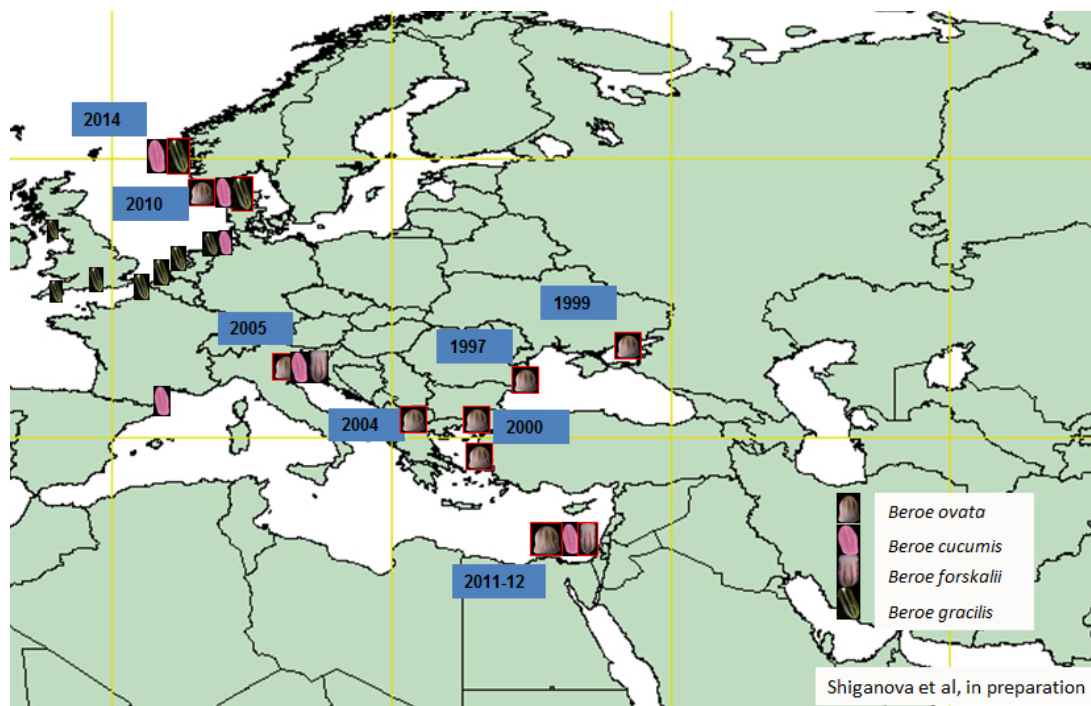 2014
2010
1999
2005
1997
2004
2000
Beroe ovata
Beroe cucumis
Beroe forskalii
Beroe gracilis
2011-12
Shiganova et al, in preparation